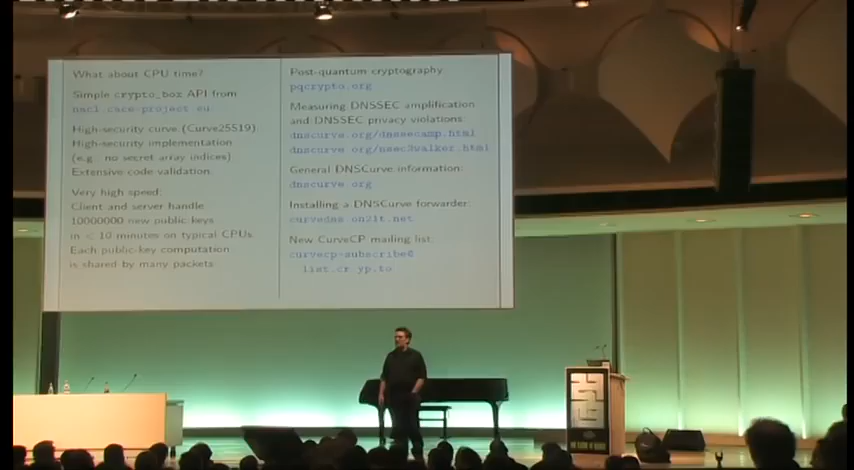 What about CPU time?
Simple crypto_box API from
nacl.cace-project.eu.
High-security curve (Curve25519).
High-security implementation
(e.g., no secret array indices).
Extensive code validation.
Very high speed:
Client and server handle
10000000 new public keys
in < 10 minutes on typical CPUs.
Each public-key computation
is shared by many packets.
Post-quantum cryptography:
pqcrypto.org
Measuring DNSSEC amplification
and DNSSEC privacy violations:
dnscurve.org/dnssecamp.html
dnscurve.org/nsec3walker.html
General DNSCurve information:
dnscurve.org
Installing a DNSCurve forwarder:
curvedns.on2it.net
New CurveCP mailing list:
curvecp-subscribe@
list.cr.yp.to